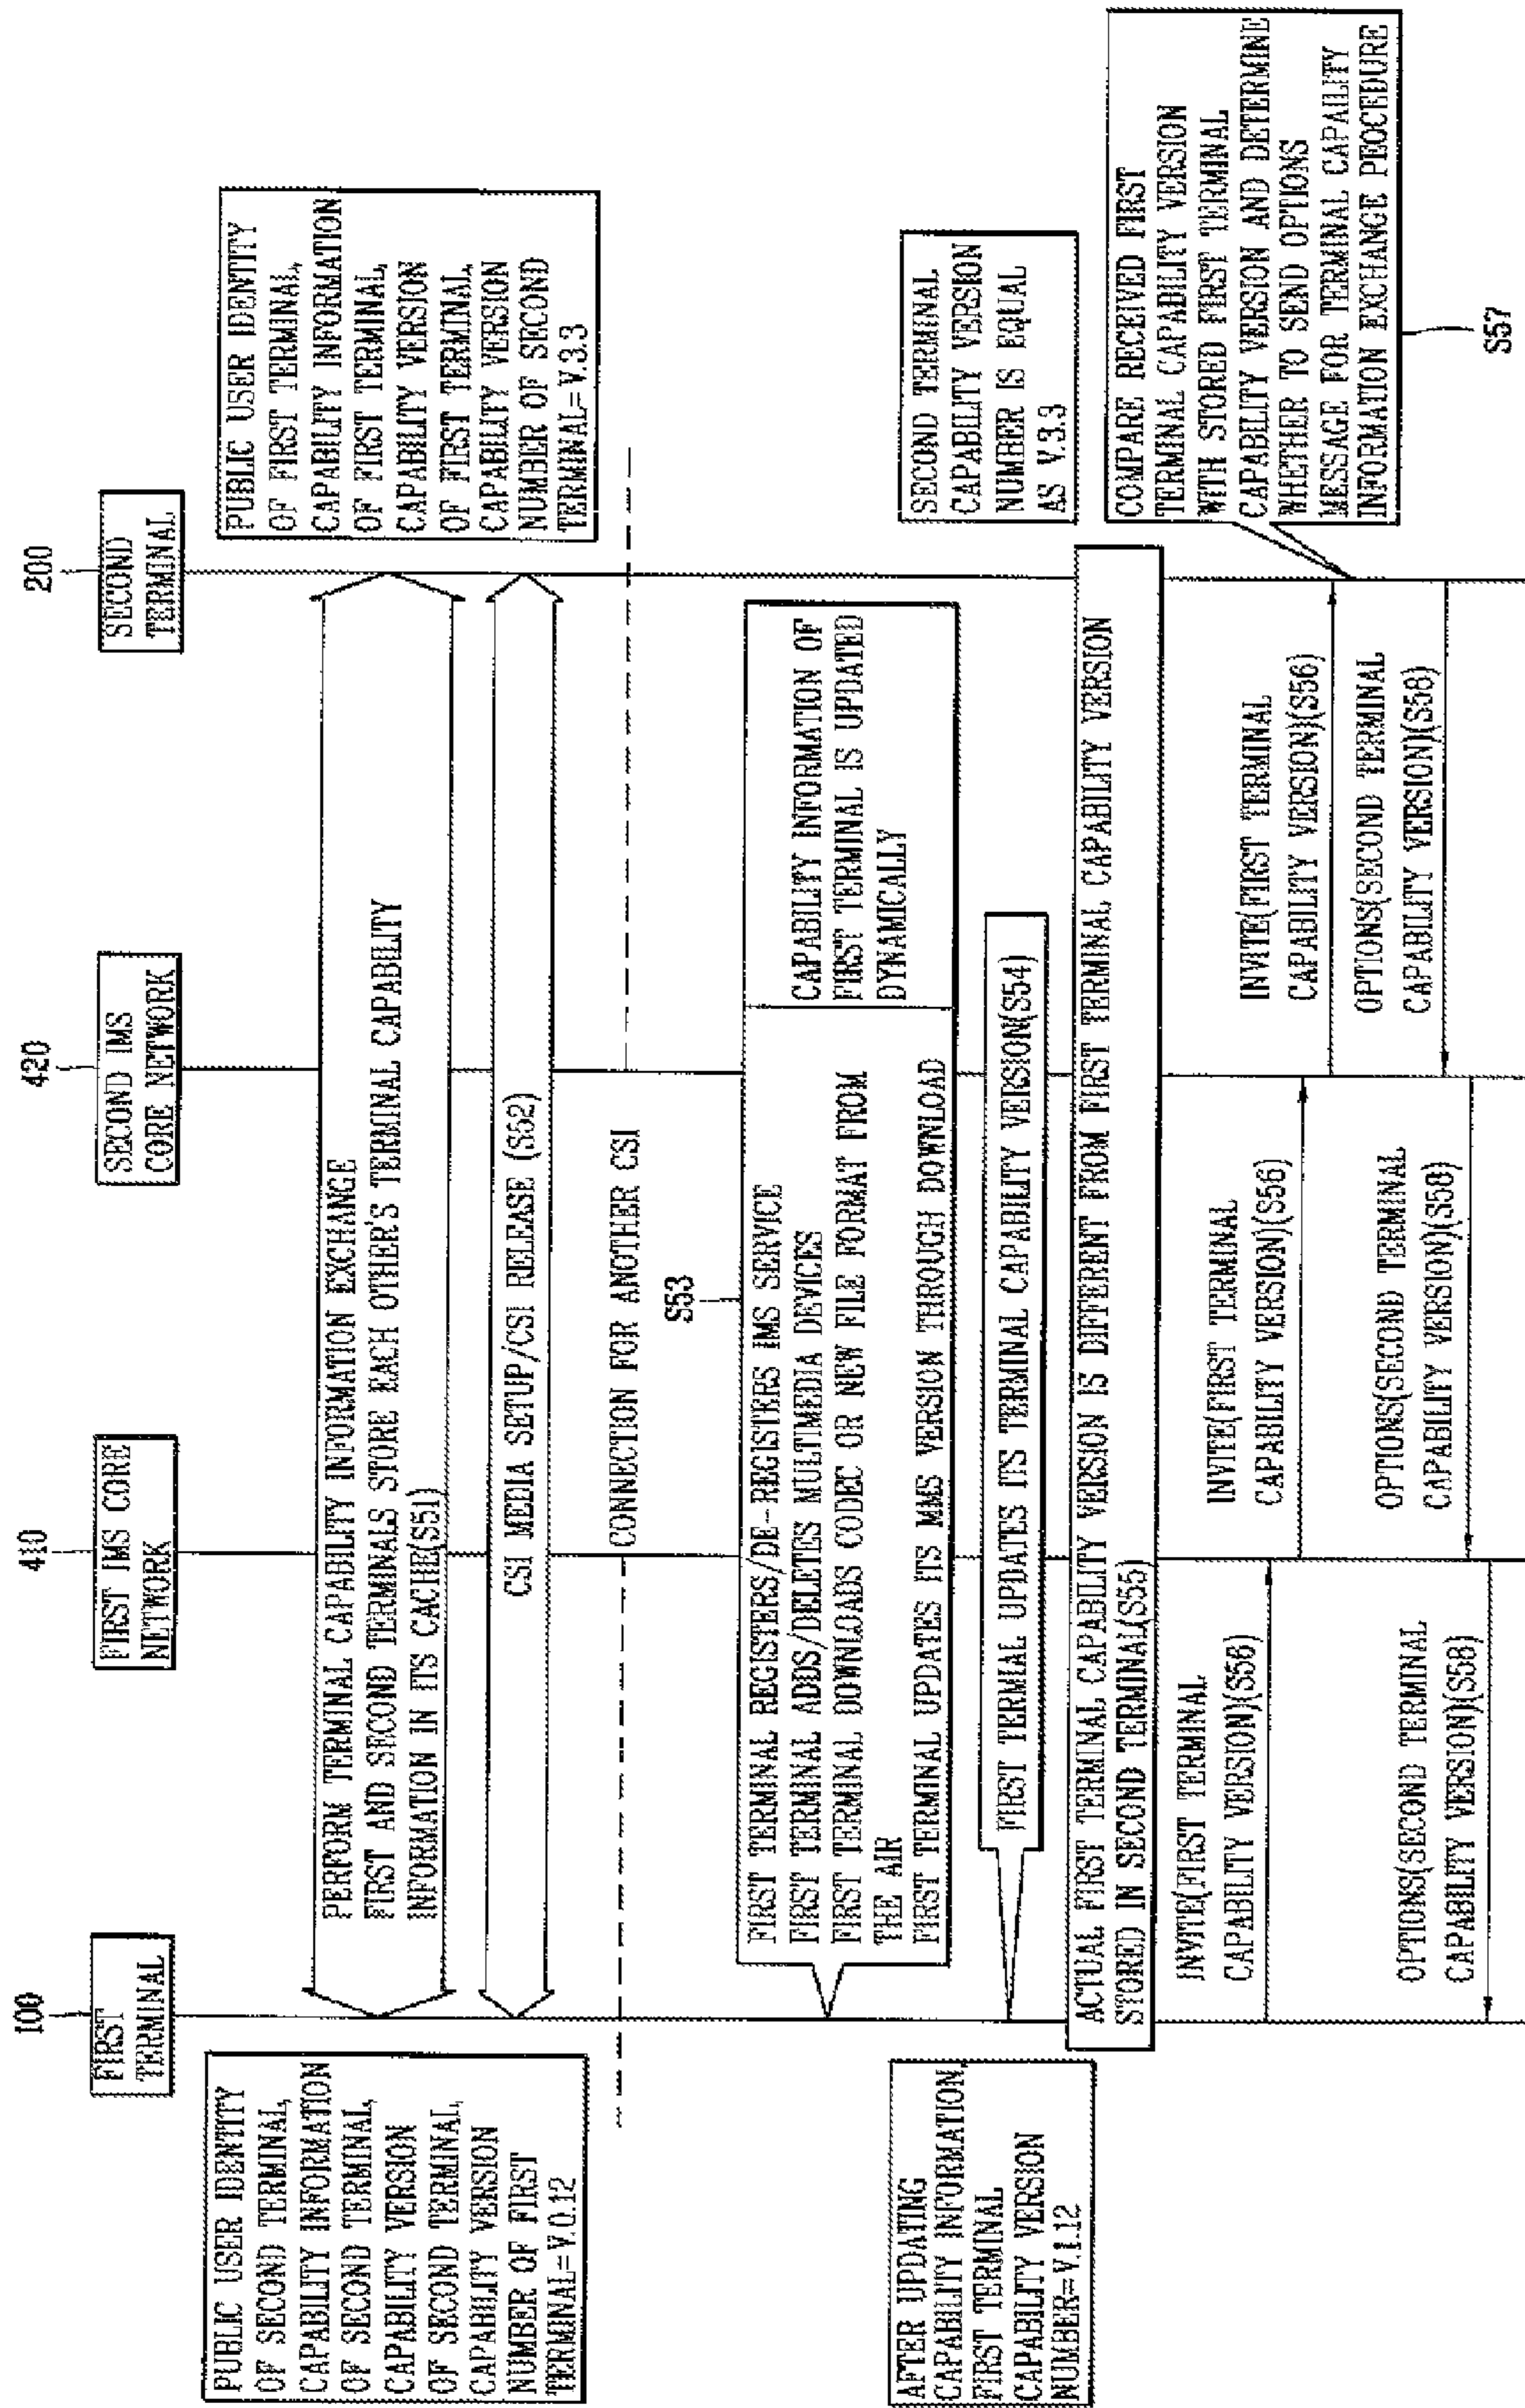 100
FIRST
TERMINAL
410
FIRST IMS CORE
NETWORK
420
SECOND IMS
CORE NETWORK
200
SECOND
TERMINAL
PUBLIC USER IDENTITY
OF SECOND TERMINAL,
CAPABILITY INFORMATION
OF SECOND TERMINAL,
CAPABILITY VERSION
OF SECOND TERMINAL,
CAPABILITY VERSION
NUMBER OF FIRST
TERMINAL=V.0.12
PERFORM TERMINAL CAPABILITY INFORMATION EXCHANGE
FIRST AND SECOND TERMINALS STORE EACH OTHER'S TERMINAL CAPABILITY
INFORMATION IN ITS CACHE(S51)
PUBLIC USER IDENTITY
OF FIRST TERMINAL,
CAPABILITY INFORMATION
OF FIRST TERMINAL,
CAPABILITY VERSION
OF FIRST TERMINAL,
CAPABILITY VERSION
NUMBER OF SECOND
TERMINAL=V.3.3
CSI MEDIA SETUP/CSI RELEASE (S52)
CONNECTION FOR ANOTHER CSI
S53
FIRST TERMINAL REGISTERS/DE-REGISTERS IMS SERVICE
FIRST TERMINAL ADDS/DELETES MULTIMEDIA DEVICES
FIRST TERMINAL DOWNLOADS CODEC OR NEW FILE FORMAT FROM
THE AIR
FIRST TERMINAL UPDATES ITS MMS VERSION THROUGH DOWNLOAD
CAPABILITY INFORMATION OF
FIRST TERMINAL IS UPDATED
DYNAMICALLY
AFTER UPDATING
CAPABILITY INFORMATION,
FIRST TERMINAL
CAPABILITY VERSION
NUMBER=V.1.12
FIRST TERMIAL UPDATES ITS TERMINAL CAPABILITY VERSION(S54)
SECOND TERMINAL
CAPABILITY VERSION
NUMBER IS EQUAL
AS V.3.3
ACTUAL FIRST TERMINAL CAPABILITY VERSION IS DIFFERENT FROM FIRST TERMINAL CAPABILITY VERSION
STORED IN SECOND TERMINAL(S55)
INVITE(FIRST TERMINAL
CAPABILITY VERSION)(S56)
INVITE(FIRST TERMINAL
CAPABILITY VERSION)(S56)
INVITE(FIRST TERMINAL
CAPABILITY VERSION)(S56)
COMPARE RECEIVED FIRST
TERMINAL CAPABILITY VERSION
WITH STORED FIRST TERMINAL
CAPABILITY VERSION AND DETERMINE
WHETHER TO SEND OPTIONS
MESSAGE FOR TERMINAL CAPAILITY
INFORMATION EXCHANGE PEOCEDURE
S57
OPTIONS(SECOND TERMINAL
CAPABILITY VERSION)(S58)
OPTIONS(SECOND TERMINAL
CAPABILITY VERSION)(S58)
OPTIONS(SECOND TERMINAL
CAPABILITY VERSION)(S58)